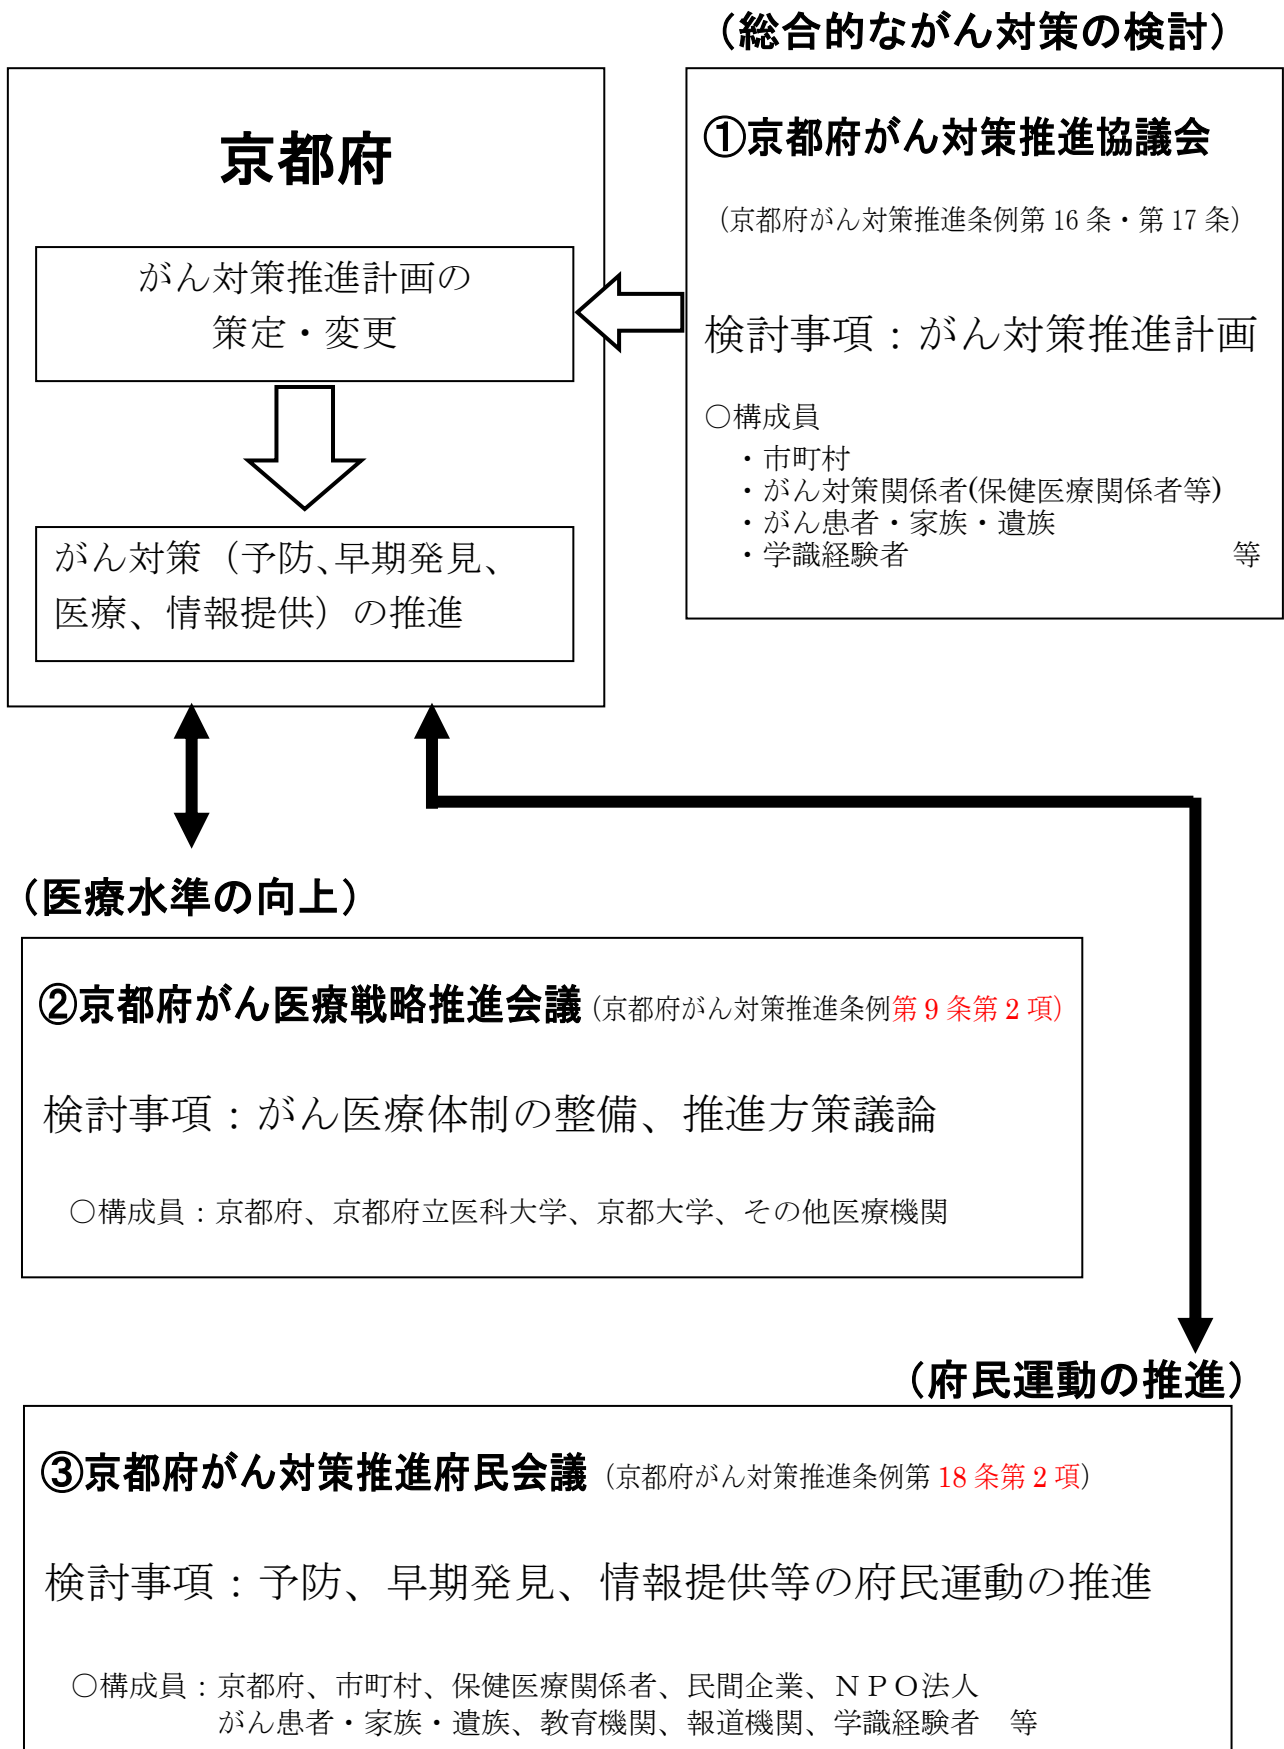 （総合的ながん対策の検討）
京都府
がん対策推進計画の
策定・変更
がん対策（予防、早期発見、
医療、情報提供）の推進
①京都府がん対策推進協議会
（京都府がん対策推進条例第 16 条・第 17 条）
検討事項：がん対策推進計画
○構成員
・市町村
・がん対策関係者(保健医療関係者等)
・がん患者・家族・遺族
・学識経験者　等
（医療水準の向上）
②京都府がん医療戦略推進会議（京都府がん対策推進条例第 9 条第 2 項）
検討事項：がん医療体制の整備、推進方策議論
○構成員：京都府、京都府立医科大学、京都大学、その他医療機関
（府民運動の推進）
③京都府がん対策推進府民会議（京都府がん対策推進条例第 18 条第 2 項）
検討事項：予防、早期発見、情報提供等の府民運動の推進
○構成員：京都府、市町村、保健医療関係者、民間企業、ＮＰＯ法人
がん患者・家族・遺族、教育機関、報道機関、学識経験者　等